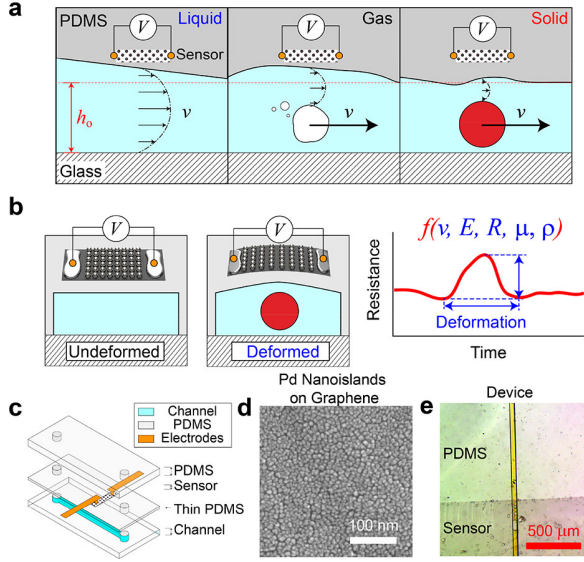 a
PDMS
V
Liquid
Sensor
h₀
v
Glass
V
Gas
v
V
Solid
v
b
V
Undeformed
V
Deformed
f(v, E, R, μ, ρ)
Resistance
Deformation
Time
c
Channel
PDMS
Electrodes
PDMS
Sensor
Thin PDMS
Channel
d
Pd Nanoislands
on Graphene
100 nm
e
Device
PDMS
Sensor
500 μm